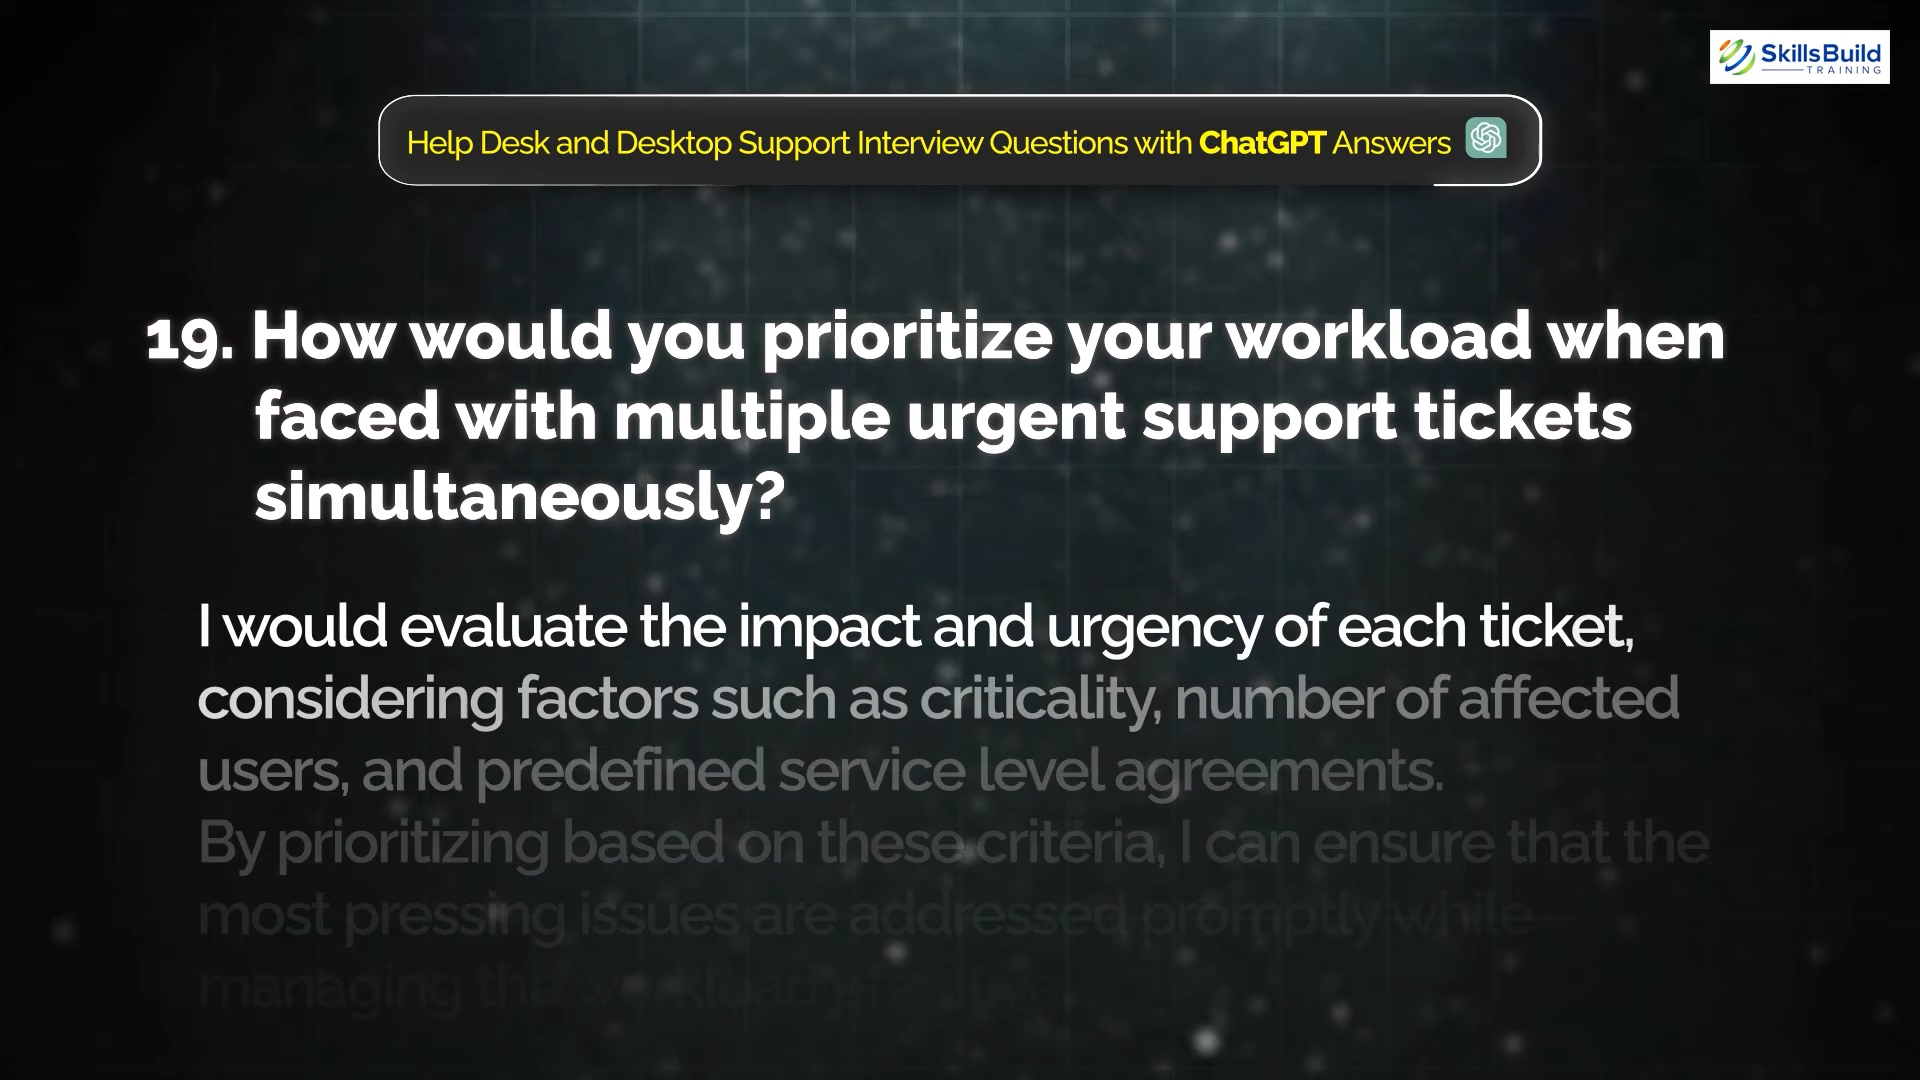 SkillsBuild
TRAINING
Help Desk and Desktop Support Interview Questions with ChatGPT Answers
19. How would you prioritize your workload when
faced with multiple urgent support tickets
simultaneously?
I would evaluate the impact and urgency of each ticket,
considering factors such as criticality, number of affected
users, and predefined service level agreements.
By prioritizing based on these criteria, I can ensure that the
most pressing issues are addressed promptly while
managing the workload